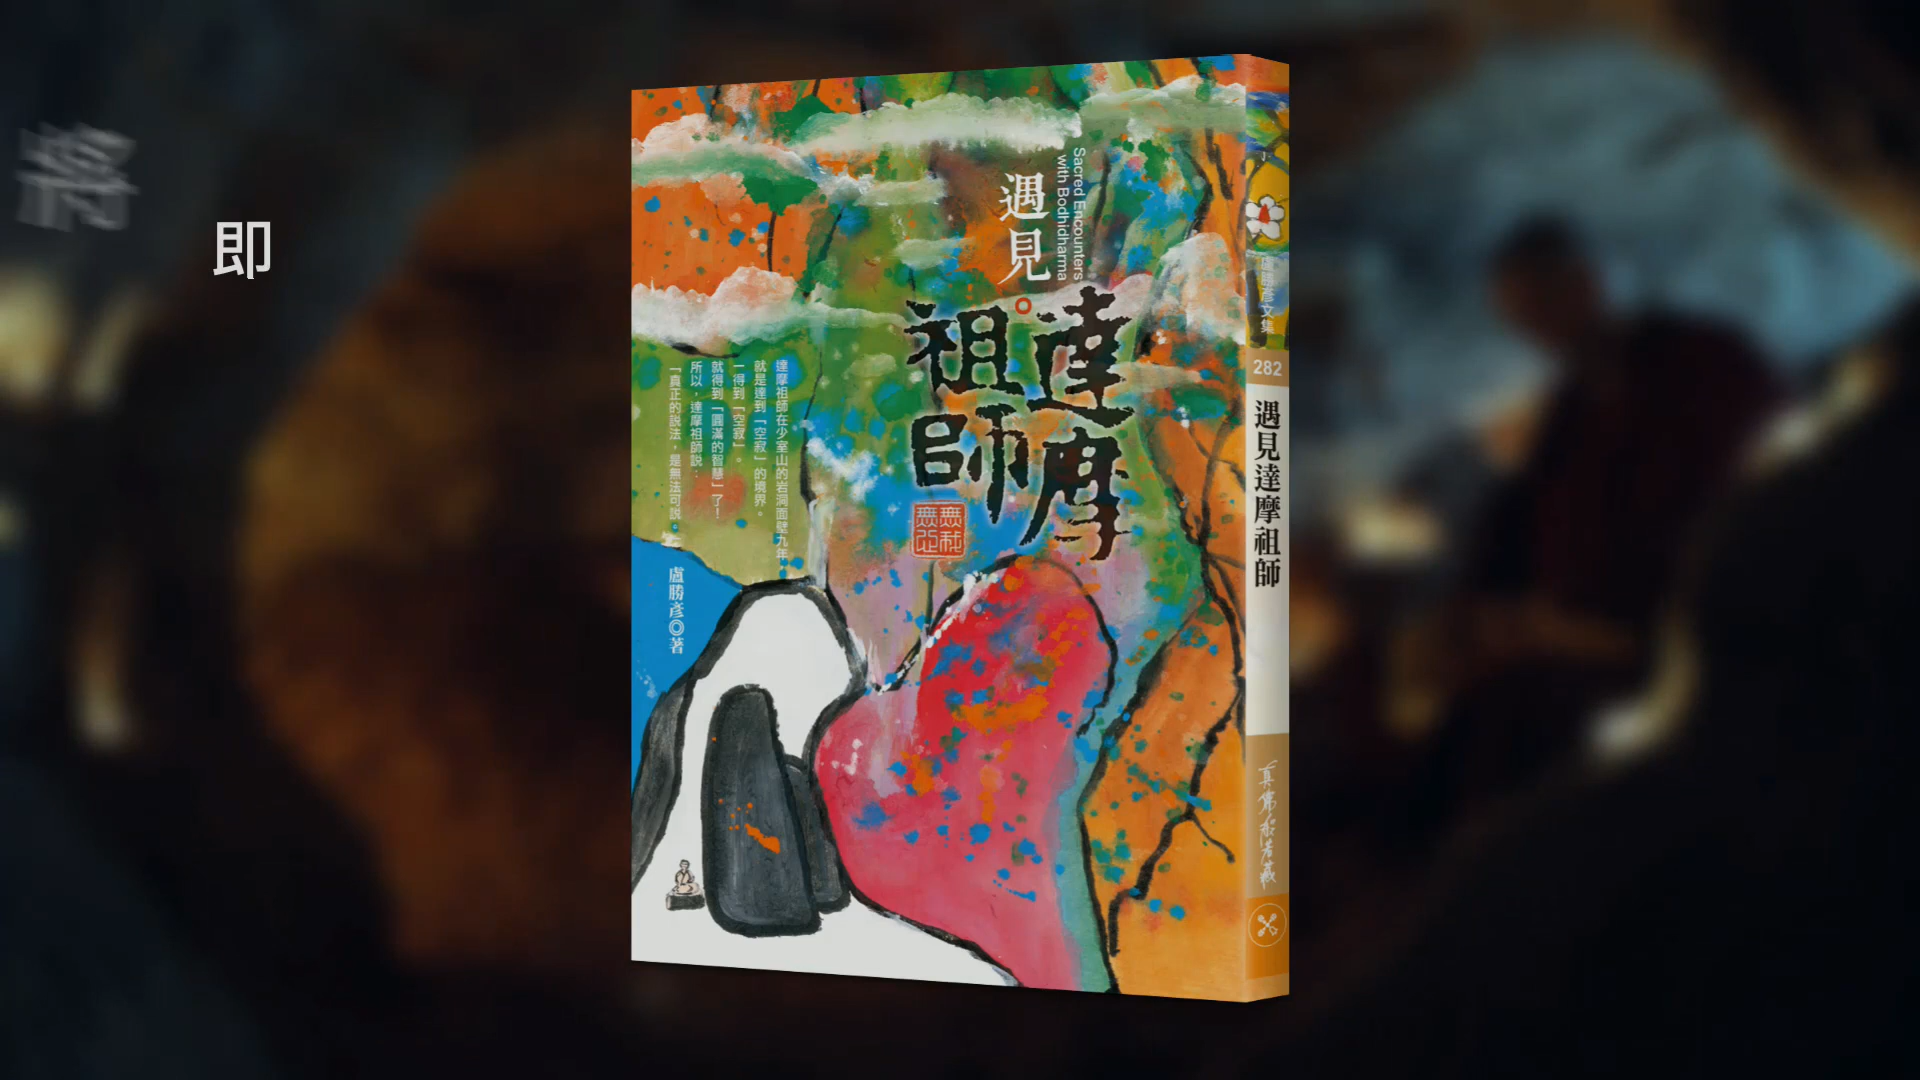 即
將
Sacred Encounters
with Bodhidharma
遇見。
達摩
祖師
達摩祖師在少室山的岩洞面壁九年，
就是達到「空寂」的境界。
一得到「空寂」。
就得到「圓滿的智慧」了！
所以，達摩祖師說：
「真正的說法，是無法可說。」
盧勝彥◎著
盧勝彥文集
282
遇見達摩祖師